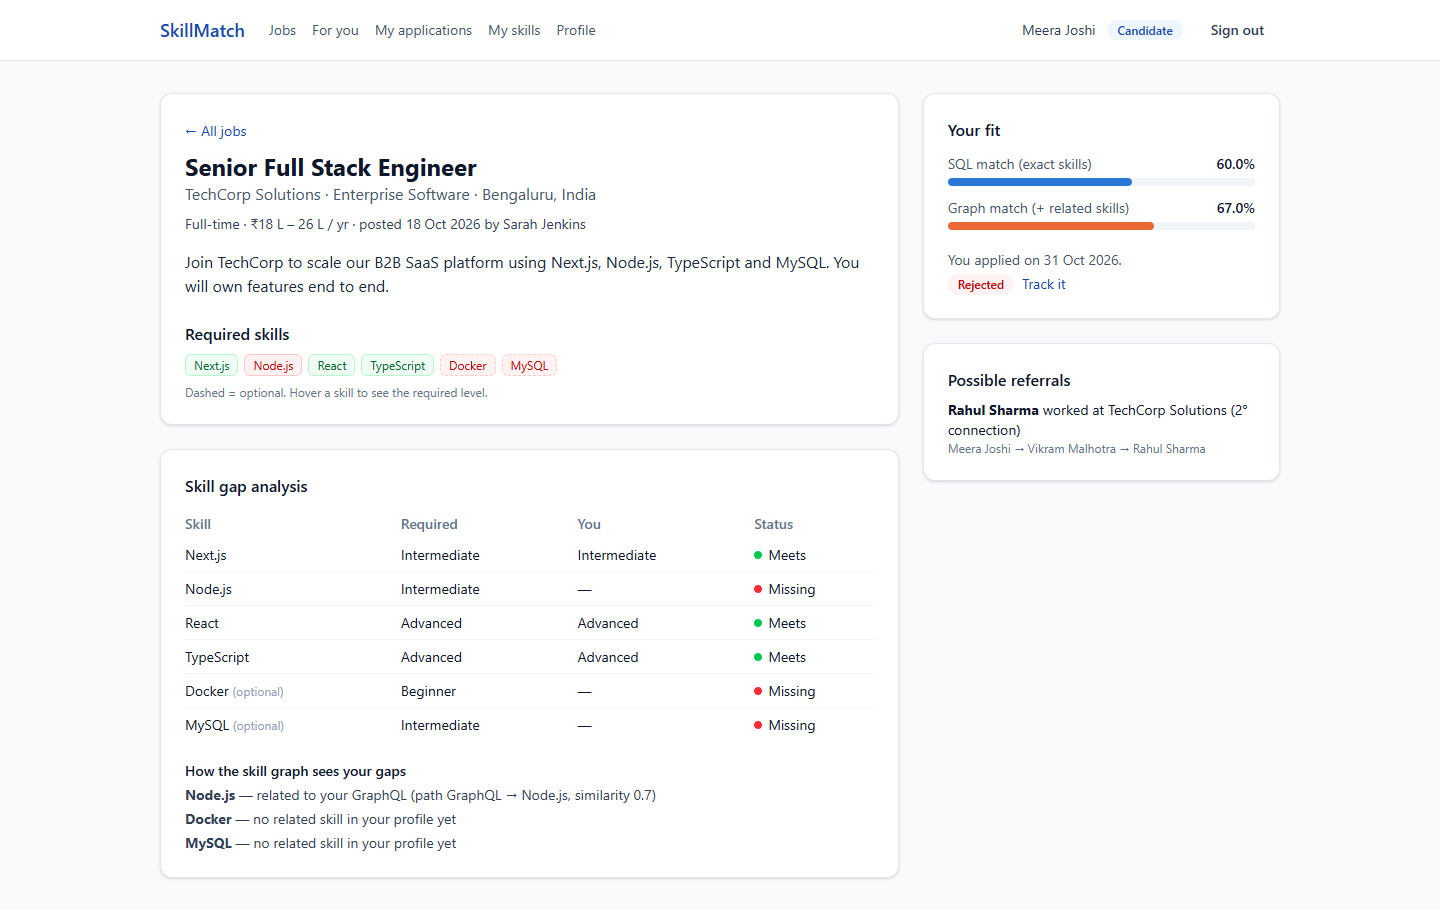 SkillMatch Jobs For you My applications My skills Profile Meera Joshi Candidate Sign out
← All jobs
Senior Full Stack Engineer
TechCorp Solutions · Enterprise Software · Bengaluru, India
Full-time · ₹18 L – 26 L / yr · posted 18 Oct 2026 by Sarah Jenkins
Join TechCorp to scale our B2B SaaS platform using Next.js, Node.js, TypeScript and MySQL. You
will own features end to end.
Required skills
Next.js Node.js React TypeScript Docker MySQL
Dashed = optional. Hover a skill to see the required level.
Skill gap analysis
Skill Required You Status
Next.js Intermediate Intermediate Meets
Node.js Intermediate — Missing
React Advanced Advanced Meets
TypeScript Advanced Advanced Meets
Docker (optional) Beginner — Missing
MySQL (optional) Intermediate — Missing
How the skill graph sees your gaps
Node.js — related to your GraphQL (path GraphQL → Node.js, similarity 0.7)
Docker — no related skill in your profile yet
MySQL — no related skill in your profile yet
Your fit
SQL match (exact skills) 60.0%
Graph match (+ related skills) 67.0%
You applied on 31 Oct 2026.
Rejected Track it
Possible referrals
Rahul Sharma worked at TechCorp Solutions (2°
connection)
Meera Joshi → Vikram Malhotra → Rahul Sharma